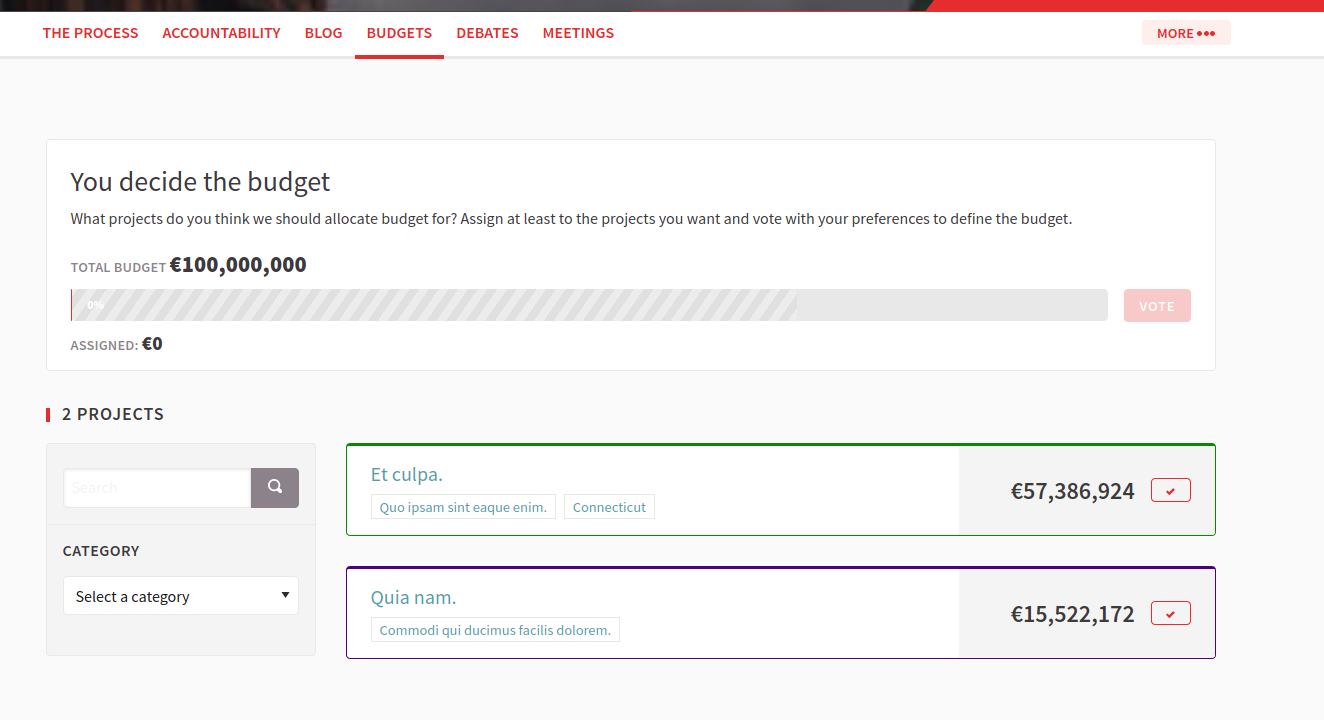 THE PROCESS ACCOUNTABILITY BLOG BUDGETS DEBATES MEETINGS MORE •••
You decide the budget
What projects do you think we should allocate budget for? Assign at least to the projects you want and vote with your preferences to define the budget.
TOTAL BUDGET €100,000,000
0% VOTE
ASSIGNED: €0
2 PROJECTS
Search
CATEGORY
Select a category
Et culpa.
Quo ipsam sint eaque enim. Connecticut
€57,386,924
Quia nam.
Commodi qui ducimus facilis dolorem.
€15,522,172